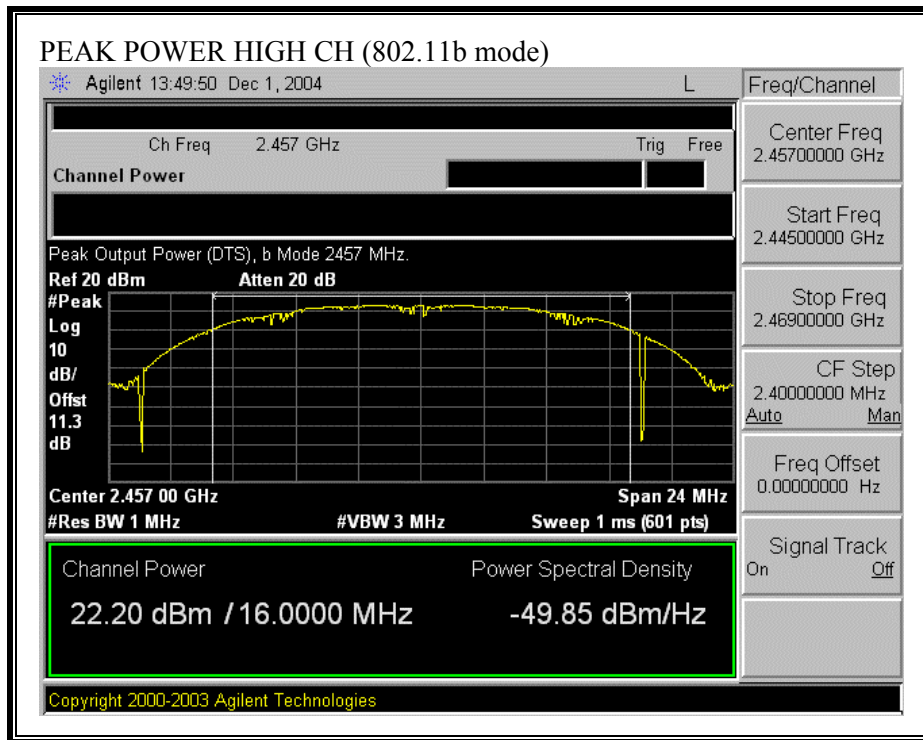 PEAK POWER HIGH CH (802.11b mode)
Agilent 13:49:50 Dec 1, 2004 L Freq/Channel
Ch Freq 2.457 GHz Trig Free
Channel Power
Center Freq
2.45700000 GHz
Start Freq
2.44500000 GHz
Peak Output Power (DTS), b Mode 2457 MHz.
Ref 20 dBm Atten 20 dB
#Peak
Log
10
dB/
Offst
11.3
dB
Stop Freq
2.46900000 GHz
CF Step
2.40000000 MHz
Auto Man
Freq Offset
0.00000000 Hz
Center 2.457 00 GHz Span 24 MHz
#Res BW 1 MHz #VBW 3 MHz Sweep 1 ms (601 pts)
Signal Track
On Off
Channel Power Power Spectral Density
22.20 dBm / 16.0000 MHz -49.85 dBm/Hz
Copyright 2000-2003 Agilent Technologies